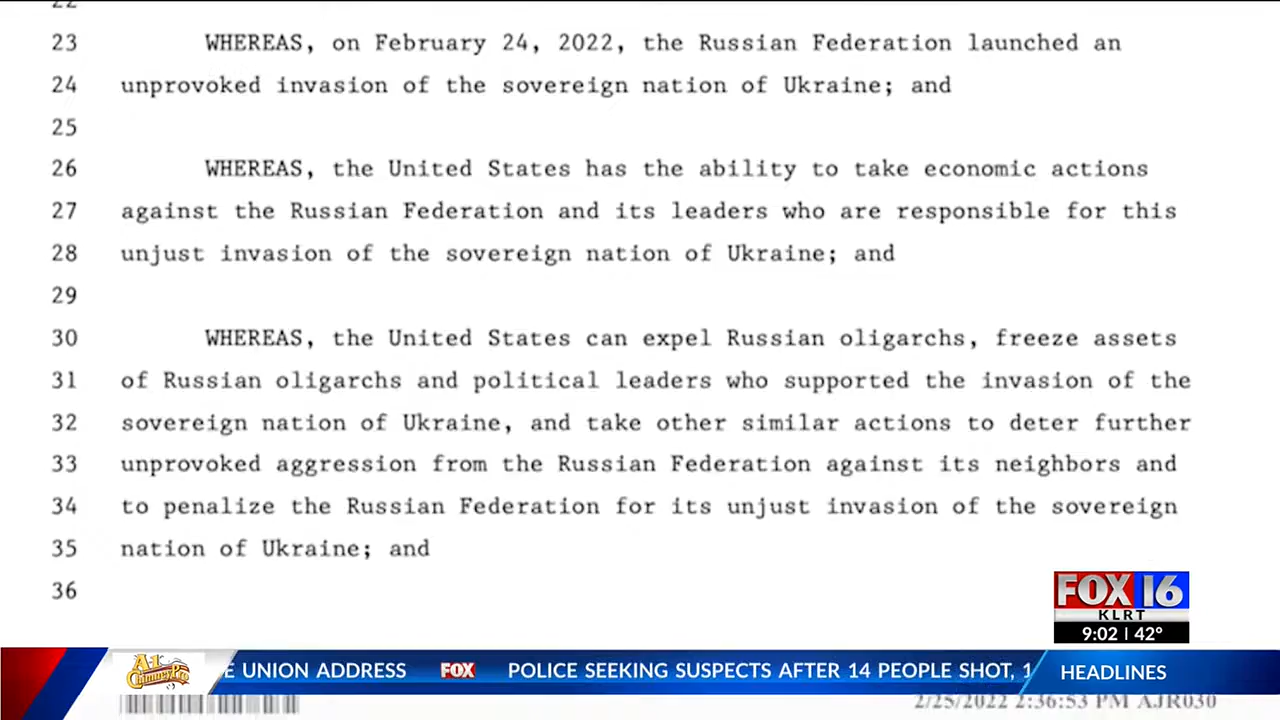 22
23 WHEREAS, on February 24, 2022, the Russian Federation launched an
24 unprovoked invasion of the sovereign nation of Ukraine; and
25
26 WHEREAS, the United States has the ability to take economic actions
27 against the Russian Federation and its leaders who are responsible for this
28 unjust invasion of the sovereign nation of Ukraine; and
29
30 WHEREAS, the United States can expel Russian oligarchs, freeze assets
31 of Russian oligarchs and political leaders who supported the invasion of the
32 sovereign nation of Ukraine, and take other similar actions to deter further
33 unprovoked aggression from the Russian Federation against its neighbors and
34 to penalize the Russian Federation for its unjust invasion of the sovereign
35 nation of Ukraine; and
36
FOX 16
KLRT
9:02 | 42°
A-1 Chimney Pro
E UNION ADDRESS FOX POLICE SEEKING SUSPECTS AFTER 14 PEOPLE SHOT, 1
HEADLINES
2/25/2022 2:36:53 PM AJR030